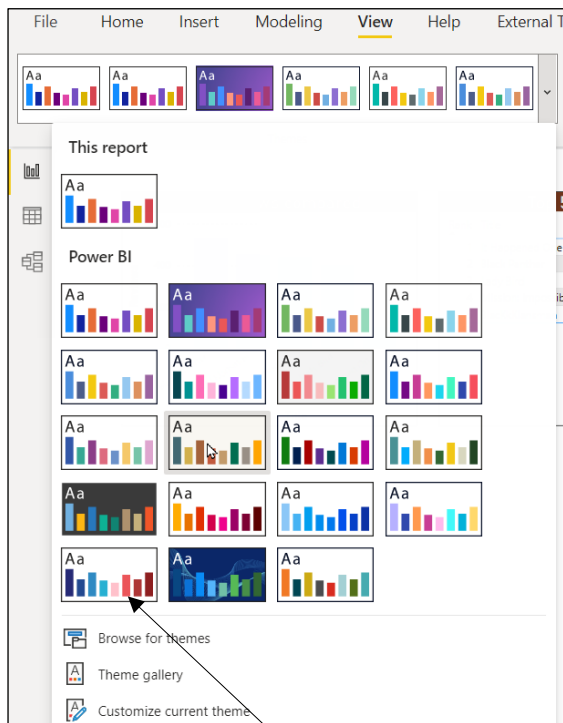 File Home Insert Modeling View Help External T
Aa Aa Aa Aa Aa Aa
This report
Aa
Power BI
Aa Aa Aa Aa
Aa Aa Aa Aa
Aa Aa Aa Aa
Aa Aa Aa Aa
Aa Aa Aa
Browse for themes
Theme gallery
Customize current theme